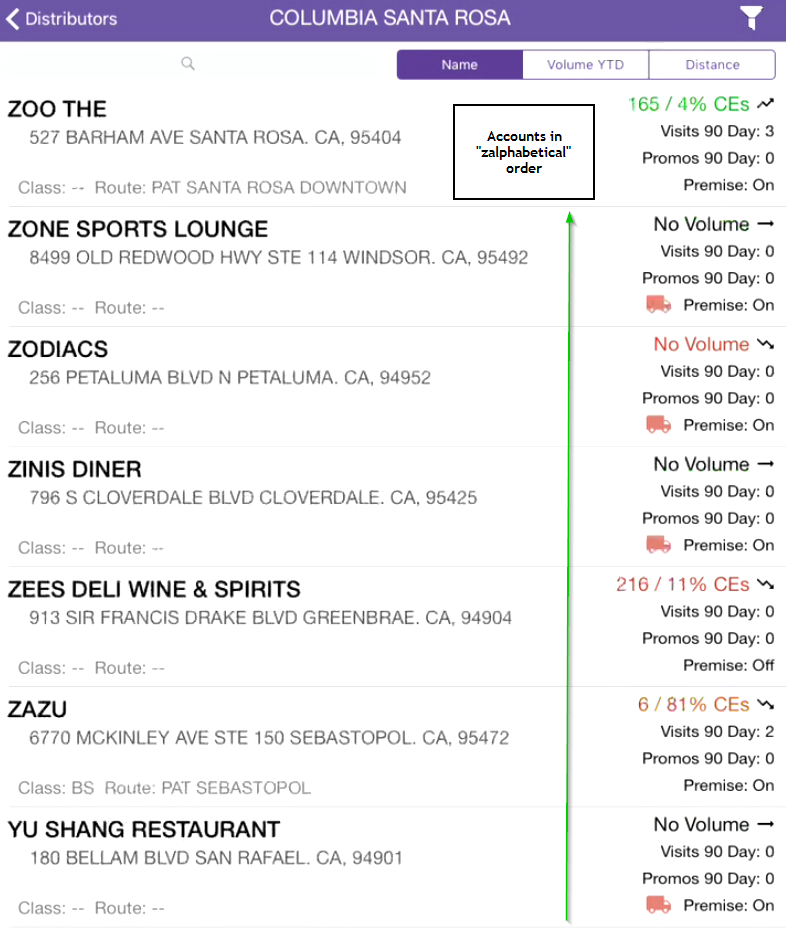 Distributors
COLUMBIA SANTA ROSA
Name
Volume YTD
Distance
ZOO THE
527 BARHAM AVE SANTA ROSA. CA, 95404
Class: -- Route: PAT SANTA ROSA DOWNTOWN
165 / 4% CEs
Visits 90 Day: 3
Promos 90 Day: 0
Premise: On
Accounts in
"zalphabetical"
order
ZONE SPORTS LOUNGE
8499 OLD REDWOOD HWY STE 114 WINDSOR. CA, 95492
Class: -- Route: --
No Volume
Visits 90 Day: 0
Promos 90 Day: 0
Premise: On
ZODIACS
256 PETALUMA BLVD N PETALUMA. CA, 94952
Class: -- Route: --
No Volume
Visits 90 Day: 0
Promos 90 Day: 0
Premise: On
ZINIS DINER
796 S CLOVERDALE BLVD CLOVERDALE. CA, 95425
Class: -- Route: --
No Volume
Visits 90 Day: 0
Promos 90 Day: 0
Premise: On
ZEES DELI WINE & SPIRITS
913 SIR FRANCIS DRAKE BLVD GREENBRAE. CA, 94904
Class: -- Route: --
216 / 11% CEs
Visits 90 Day: 0
Promos 90 Day: 0
Premise: Off
ZAZU
6770 MCKINLEY AVE STE 150 SEBASTOPOL. CA, 95472
Class: BS Route: PAT SEBASTOPOL
6 / 81% CEs
Visits 90 Day: 2
Promos 90 Day: 0
Premise: On
YU SHANG RESTAURANT
180 BELLAM BLVD SAN RAFAEL. CA, 94901
Class: -- Route: --
No Volume
Visits 90 Day: 0
Promos 90 Day: 0
Premise: On